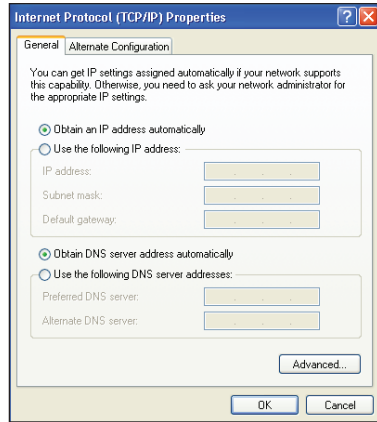 Internet Protocol (TCP/IP) Properties
General Alternate Configuration
You can get IP settings assigned automatically if your network supports
this capability. Otherwise, you need to ask your network administrator for
the appropriate IP settings.
Obtain an IP address automatically
Use the following IP address:
IP address:
Subnet mask:
Default gateway:
Obtain DNS server address automatically
Use the following DNS server addresses:
Preferred DNS server:
Alternate DNS server:
Advanced...
OK Cancel